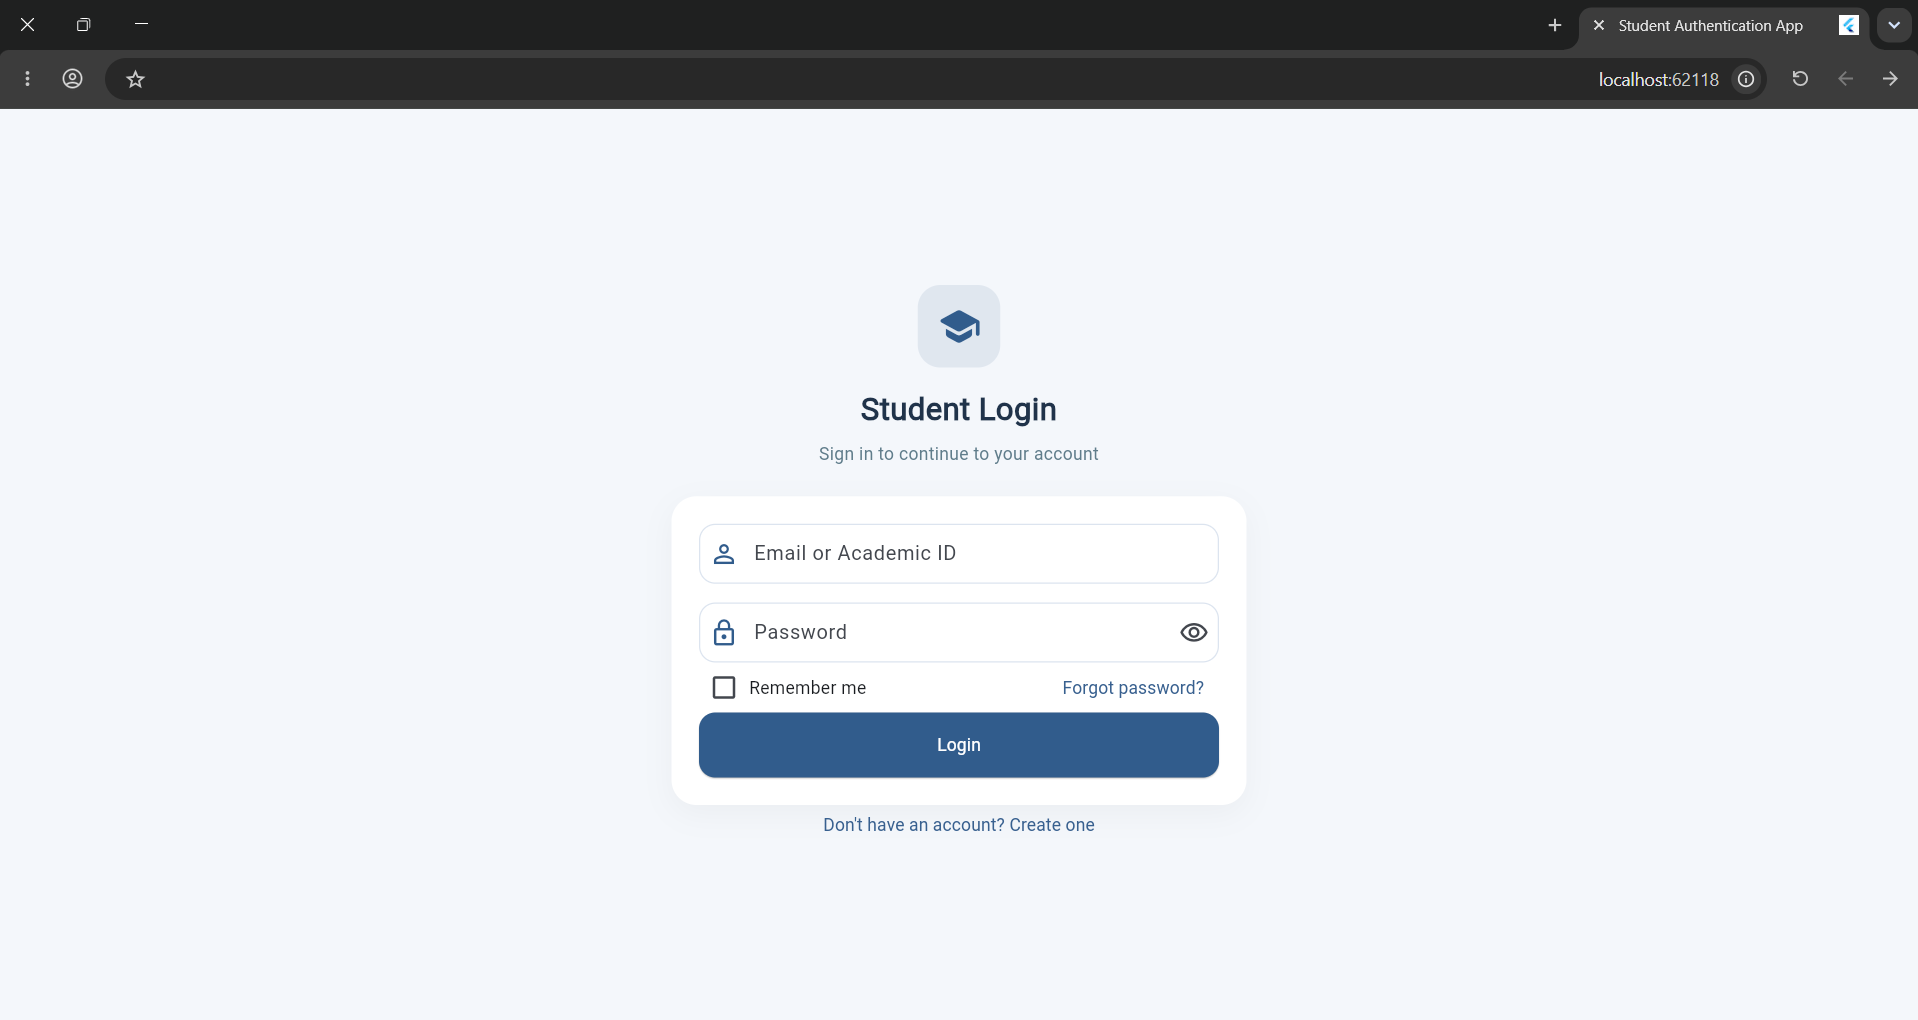 Student Authentication App
localhost:62118
Student Login
Sign in to continue to your account
Email or Academic ID
Password
Remember me
Forgot password?
Login
Don't have an account? Create one